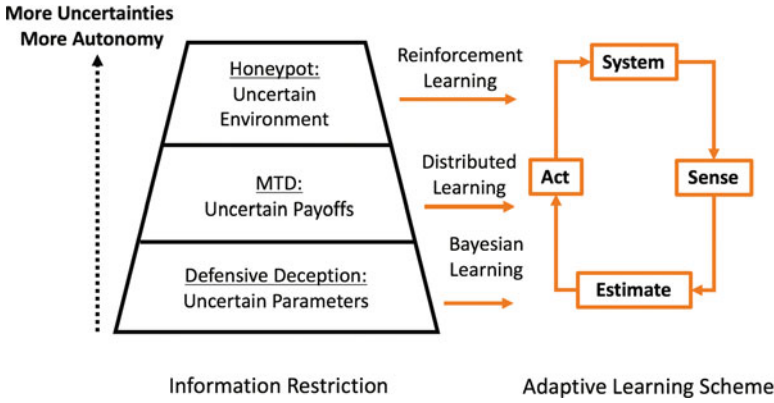 More Uncertainties
More Autonomy
Honeypot:
Uncertain
Environment
MTD:
Uncertain Payoffs
Defensive Deception:
Uncertain Parameters
Reinforcement
Learning
Distributed
Learning
Bayesian
Learning
System
Act
Sense
Estimate
Information Restriction
Adaptive Learning Scheme